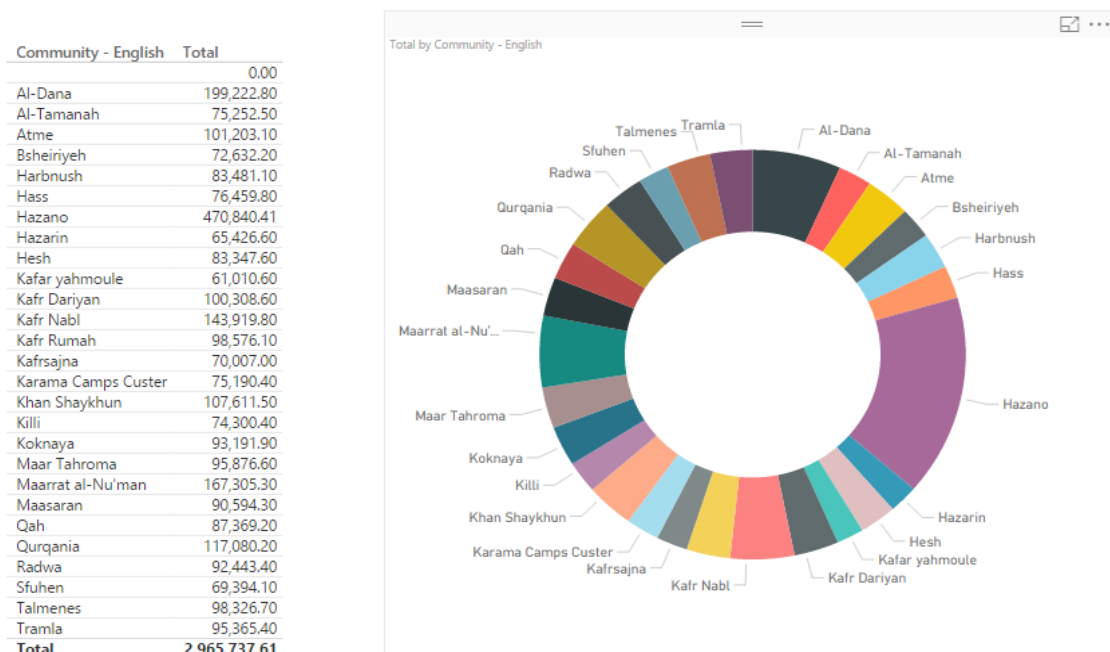 Community - English Total
0.00
Al-Dana 199,222.80
Al-Tamanah 75,252.50
Atme 101,203.10
Bsheiriyeh 72,632.20
Harbnush 83,481.10
Hass 76,459.80
Hazano 470,840.41
Hazarin 65,426.60
Hesh 83,347.60
Kafar yahmoule 61,010.60
Kafr Dariyan 100,308.60
Kafr Nabl 143,919.80
Kafr Rumah 98,576.10
Kafrsajna 70,007.00
Karama Camps Custer 75,190.40
Khan Shaykhun 107,611.50
Killi 74,300.40
Koknaya 93,191.90
Maar Tahroma 95,876.60
Maarrat al-Nu'man 167,305.30
Maasaran 90,594.30
Qah 87,369.20
Qurqania 117,080.20
Radwa 92,443.40
Sfuhen 69,394.10
Talmenes 98,326.70
Tramla 95,365.40
Total 2,965,737.61
Total by Community - English
Al-Dana
Al-Tamanah
Atme
Bsheiriyeh
Harbnush
Hass
Hazano
Hazarin
Hesh
Kafar yahmoule
Kafr Dariyan
Kafr Nabl
Kafrsajna
Karama Camps Custer
Khan Shaykhun
Killi
Koknaya
Maar Tahroma
Maarrat al-Nu'...
Maasaran
Qah
Qurqania
Radwa
Sfuhen
Talmenes
Tramla